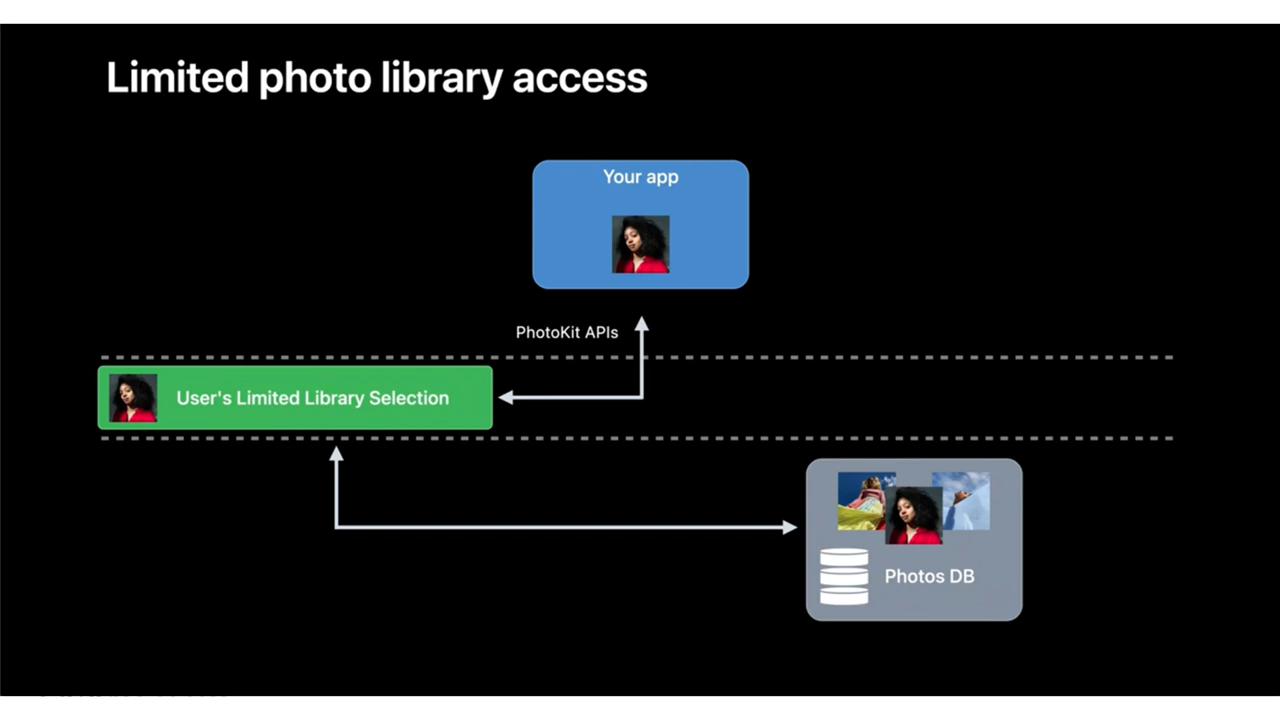 Limited photo library access
Your app
PhotoKit APIs
User's Limited Library Selection
Photos DB